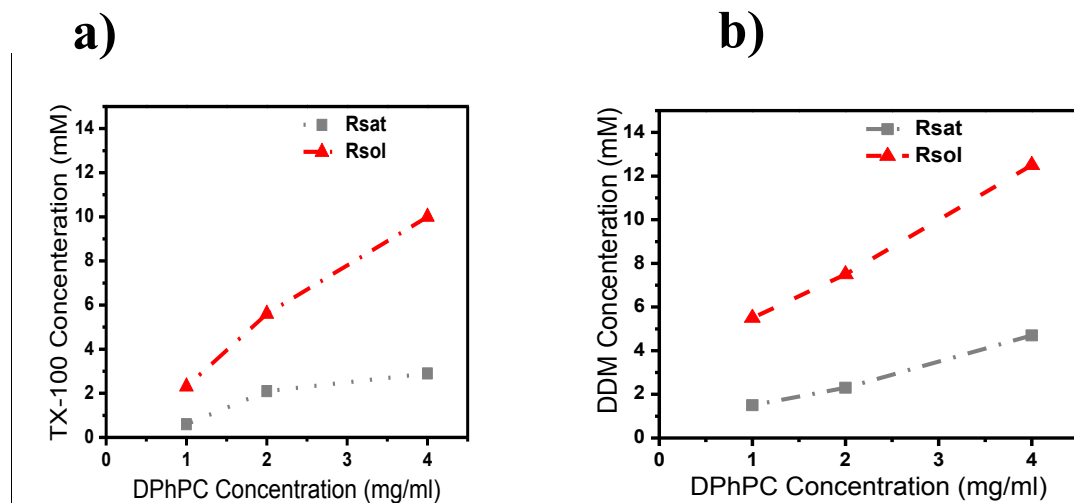 a)
TX-100 Concenteration (mM)
14
12
10
8
6
4
2
0
Rsat
Rsol
0 1 2 3 4
DPhPC Concentration (mg/ml)
b)
DDM Concenteration (mM)
14
12
10
8
6
4
2
0
Rsat
Rsol
0 1 2 3 4
DPhPC Concentration (mg/ml)